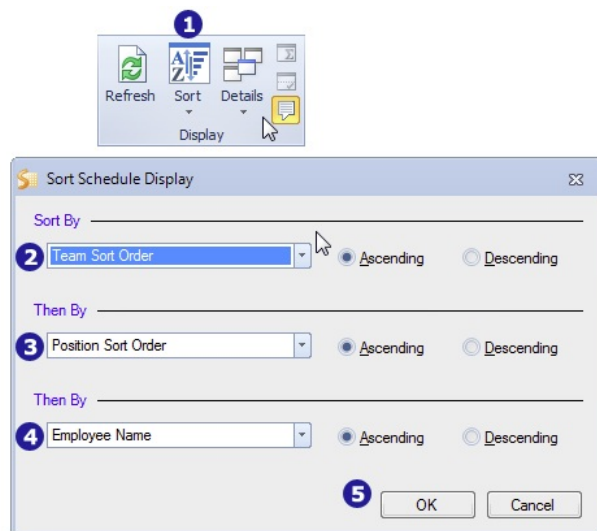 1
Refresh Sort Details
Display
Sort Schedule Display
Sort By
2 Team Sort Order Ascending Descending
Then By
3 Position Sort Order Ascending Descending
Then By
4 Employee Name Ascending Descending
5 OK Cancel